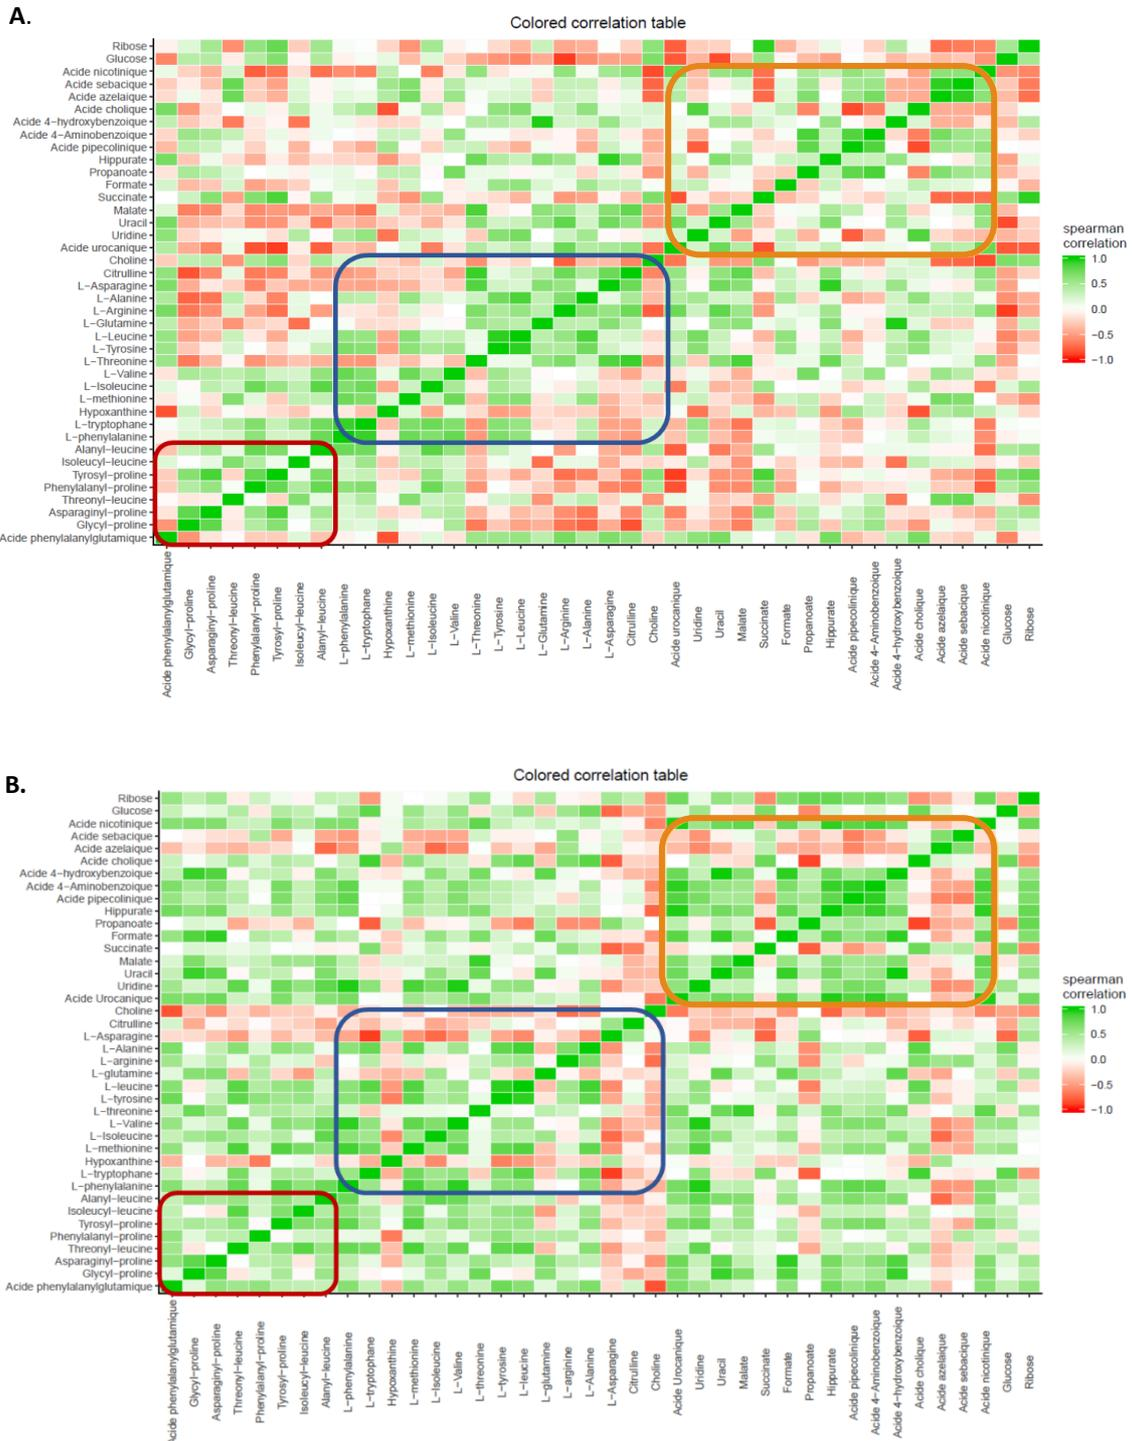 A.
Colored correlation table
Ribose
Glucose
Acide nicotinique
Acide sebacique
Acide azelaique
Acide cholique
Acide 4−hydroxybenzoique
Acide 4−Aminobenzoique
Acide pipecolinique
Hippurate
Propanoate
Formate
Succinate
Malate
Uracil
Uridine
Acide urocanique
Choline
Citrulline
L−Asparagine
L−Alanine
L−Arginine
L−Glutamine
L−Leucine
L−Tyrosine
L−Threonine
L−Valine
L−Isoleucine
L−methionine
Hypoxanthine
L−tryptophane
L−phenylalanine
Alanyl−leucine
Isoleucyl−leucine
Tyrosyl−proline
Phenylalanyl−proline
Threonyl−leucine
Asparaginyl−proline
Glycyl−proline
Acide phenylalanylglutamique
spearman
correlation
1.0
0.5
0.0
−0.5
−1.0
Acide phenylalanylglutamique
Glycyl−proline
Asparaginyl−proline
Threonyl−leucine
Phenylalanyl−proline
Tyrosyl−proline
Isoleucyl−leucine
Alanyl−leucine
L−phenylalanine
L−tryptophane
Hypoxanthine
L−methionine
L−Isoleucine
L−Valine
L−Threonine
L−Tyrosine
L−Leucine
L−Glutamine
L−Arginine
L−Alanine
L−Asparagine
Citrulline
Choline
Acide urocanique
Uridine
Uracil
Malate
Succinate
Formate
Propanoate
Hippurate
Acide pipecolinique
Acide 4−Aminobenzoique
Acide 4−hydroxybenzoique
Acide cholique
Acide azelaique
Acide sebacique
Acide nicotinique
Glucose
Ribose
B.
Colored correlation table
Ribose
Glucose
Acide nicotinique
Acide sebacique
Acide azelaique
Acide cholique
Acide 4−hydroxybenzoique
Acide 4−Aminobenzoique
Acide pipecolinique
Hippurate
Propanoate
Formate
Succinate
Malate
Uracil
Uridine
Acide Urocanique
Choline
Citrulline
L−Asparagine
L−Alanine
L−arginine
L−glutamine
L−leucine
L−tyrosine
L−threonine
L−Valine
L−Isoleucine
L−methionine
Hypoxanthine
L−tryptophane
L−phenylalanine
Alanyl−leucine
Isoleucyl−leucine
Tyrosyl−proline
Phenylalanyl−proline
Threonyl−leucine
Asparaginyl−proline
Glycyl−proline
Acide phenylalanylglutamique
spearman
correlation
1.0
0.5
0.0
−0.5
−1.0
Acide phenylalanylglutamique
Glycyl−proline
Asparaginyl−proline
Threonyl−leucine
Phenylalanyl−proline
Tyrosyl−proline
Isoleucyl−leucine
Alanyl−leucine
L−phenylalanine
L−tryptophane
Hypoxanthine
L−methionine
L−Isoleucine
L−Valine
L−threonine
L−tyrosine
L−leucine
L−glutamine
L−arginine
L−Alanine
L−Asparagine
Citrulline
Choline
Acide Urocanique
Uridine
Uracil
Malate
Succinate
Formate
Propanoate
Hippurate
Acide pipecolinique
Acide 4−Aminobenzoique
Acide 4−hydroxybenzoique
Acide cholique
Acide azelaique
Acide sebacique
Acide nicotinique
Glucose
Ribose